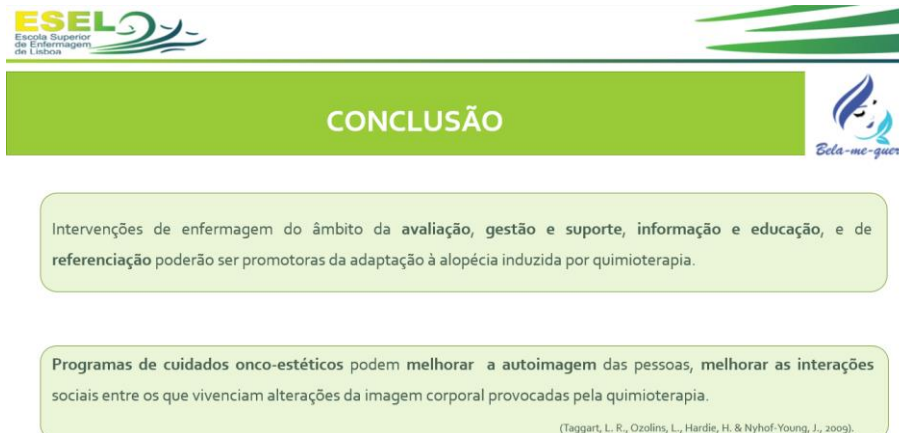 ESEL
Escola Superior
de Enfermagem
de Lisboa
CONCLUSÃO
Bela-me-quer
Intervenções de enfermagem do âmbito da avaliação, gestão e suporte, informação e educação, e de
referenciação poderão ser promotoras da adaptação à alopécia induzida por quimioterapia.
Programas de cuidados onco-estéticos podem melhorar a autoimagem das pessoas, melhorar as interações
sociais entre os que vivenciam alterações da imagem corporal provocadas pela quimioterapia.
(Taggart, L. R., Ozolins, L., Hardie, H. & Nyhof-Young, J., 2009).